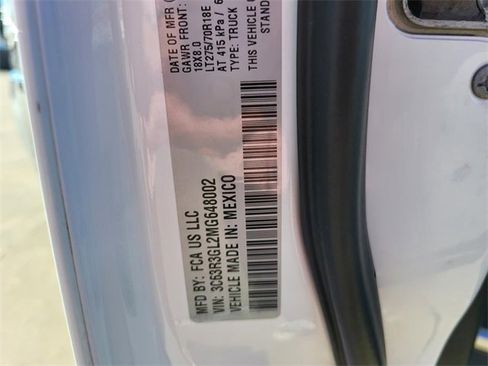 DATE OF MFR
GAWR FRONT:
18X8.0
LT275/70R18E
AT 415 kPa /
TYPE: TRUCK
THIS VEHICLE
STAND
MFD BY: FCA US LLC
VIN: 3C63R3GL2MG648002
VEHICLE MADE IN: MEXICO